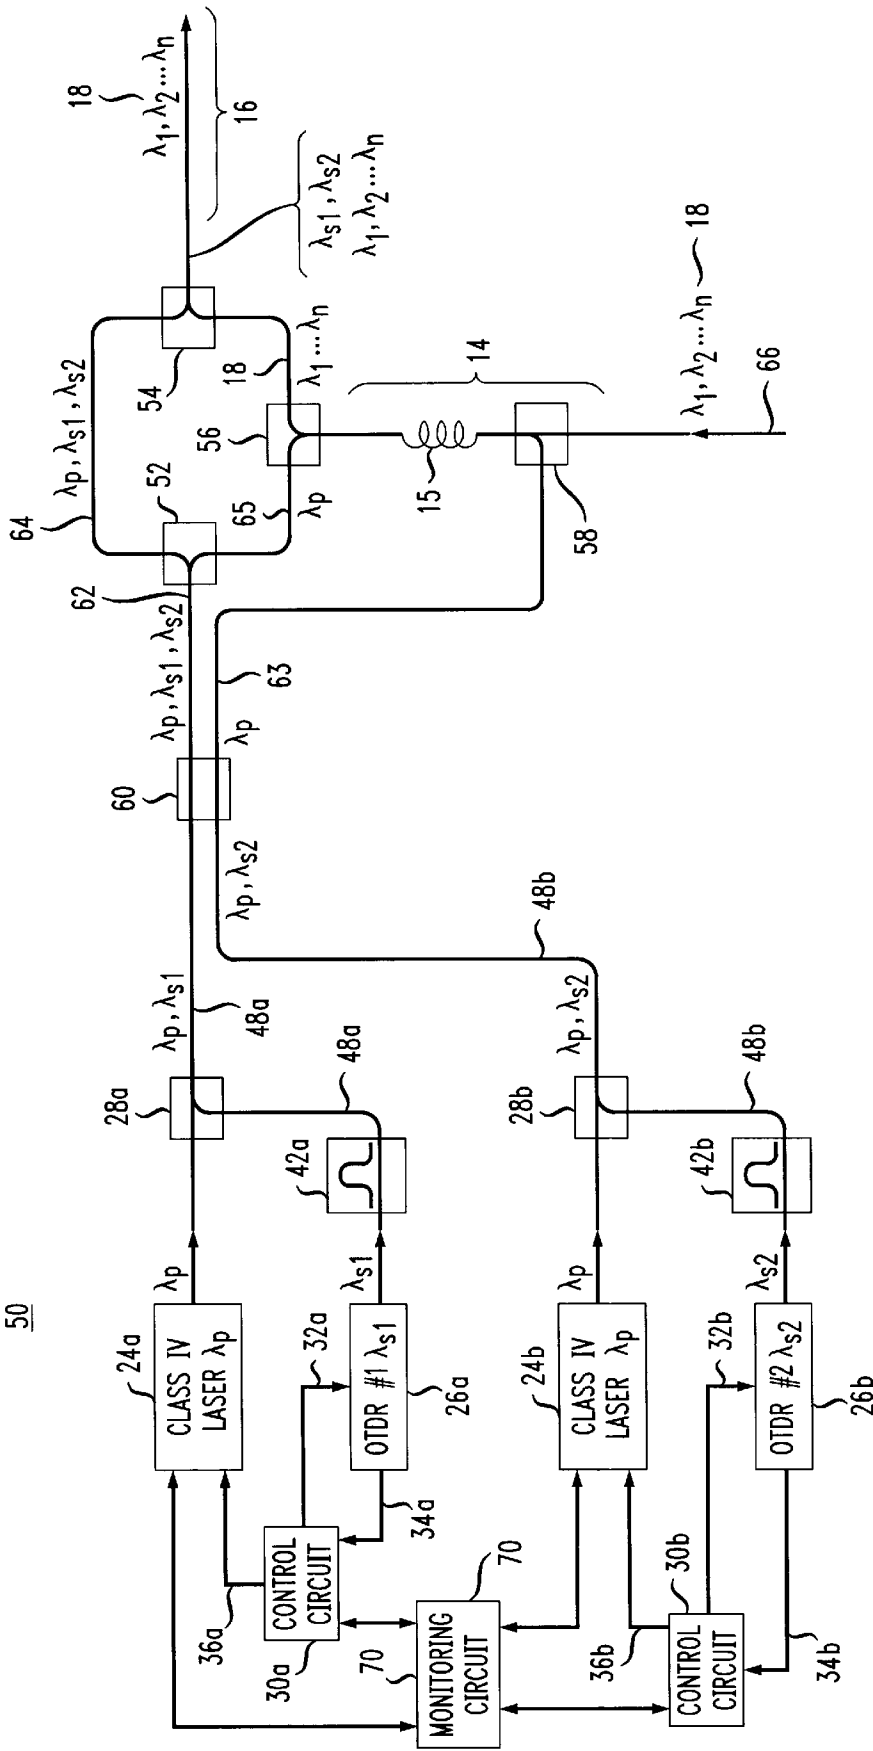 50
24a
CLASS IV
LASER λp
λp
28a
λp, λs1
48a
60
λp, λs1, λs2
62
52
64
λp, λs1, λs2
54
18
λ1, λ2 ... λn
16
λs1, λs2
λ1, λ2 ... λn
36a
CONTROL
CIRCUIT
30a
32a
34a
OTDR #1 λs1
26a
λs1
42a
48a
λp, λs2
λp
63
65
λp
56
18
λ1 ... λn
15
14
58
λ1, λ2 ... λn
18
66
70
MONITORING
CIRCUIT
70
24b
CLASS IV
LASER λp
λp
28b
λp, λs2
48b
36b
CONTROL
CIRCUIT
30b
32b
34b
OTDR #2 λs2
26b
λs2
42b
48b